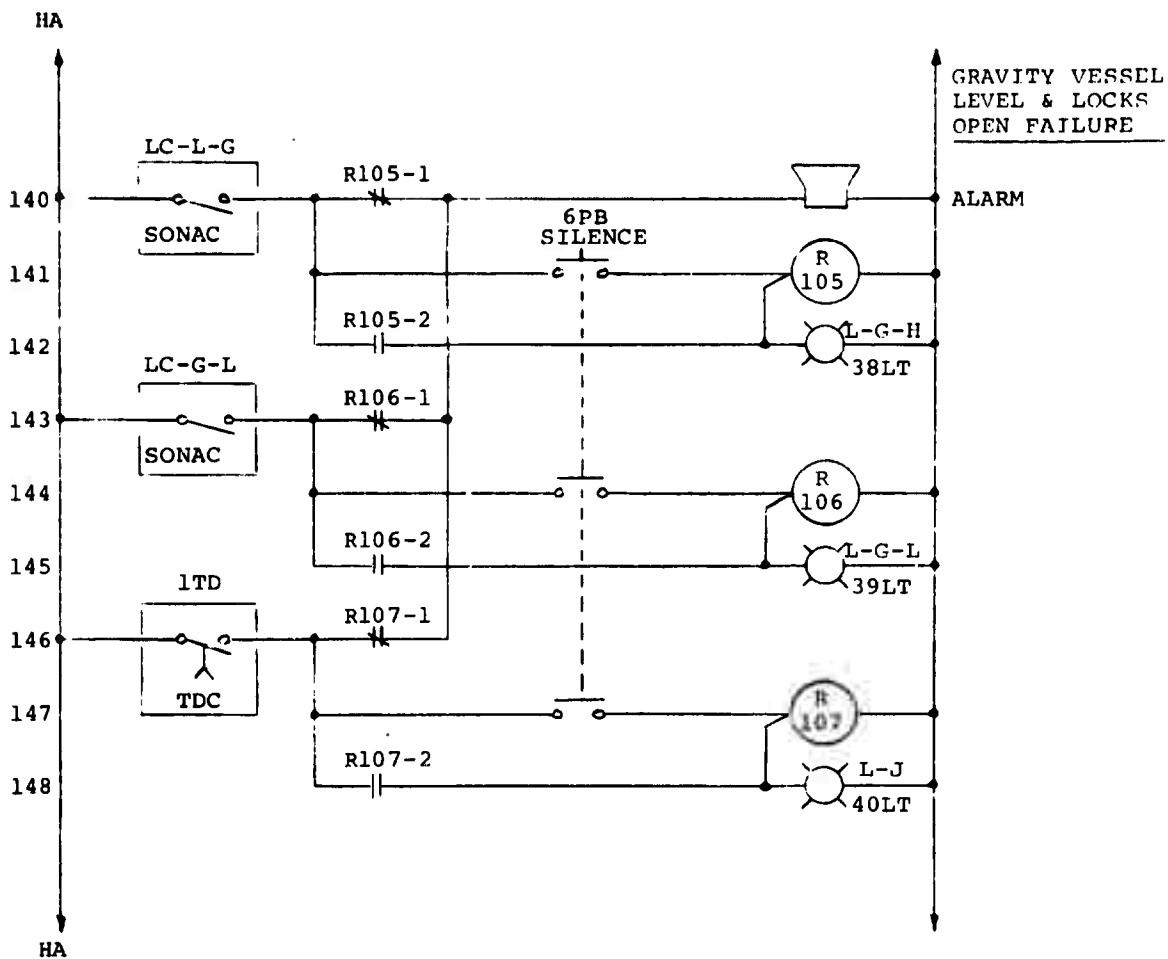 HA
GRAVITY VESSEL
LEVEL & LOCKS
OPEN FAILURE
LC-L-G
140
R105-1
ALARM
SONAC
6PB
SILENCE
141
R
105
R105-2
142
L-G-H
38LT
LC-G-L
143
R106-1
SONAC
144
R
106
R106-2
145
L-G-L
39LT
1TD
146
R107-1
TDC
147
R
107
R107-2
148
L-J
40LT
HA